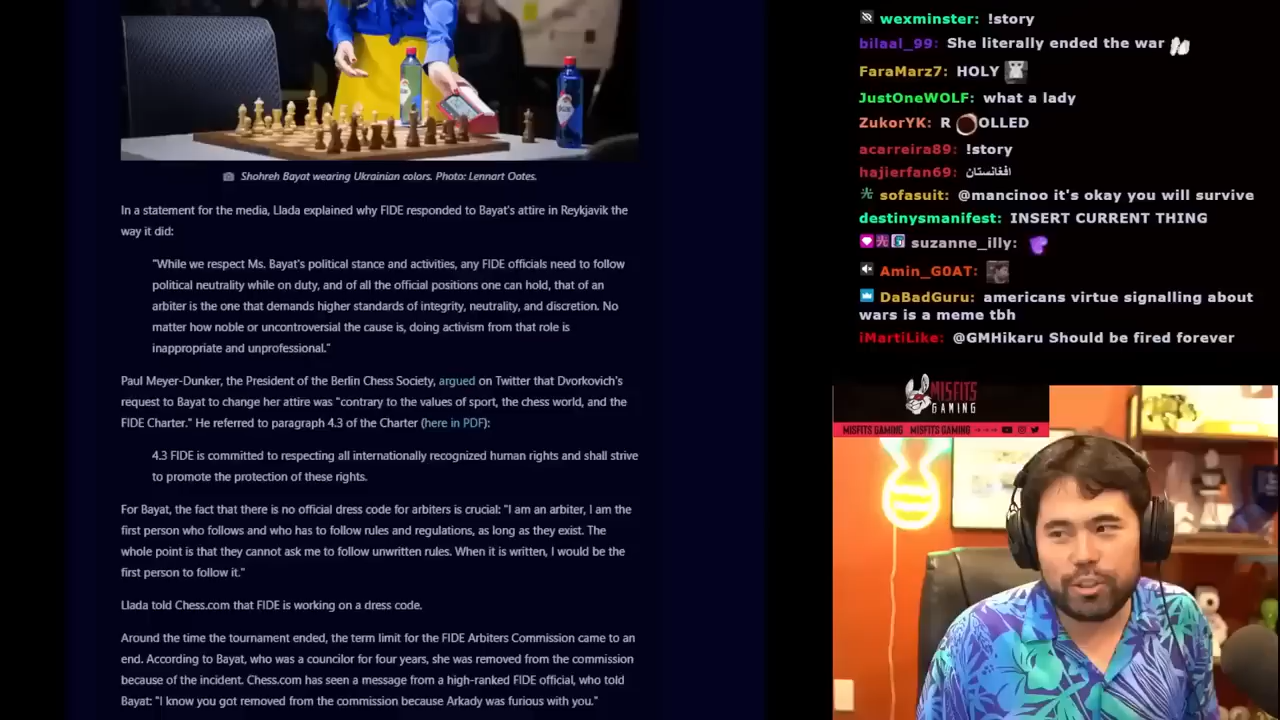 Shohreh Bayat wearing Ukrainian colors. Photo: Lennart Ootes.
In a statement for the media, Llada explained why FIDE responded to Bayat's attire in Reykjavik the
way it did:
"While we respect Ms. Bayat's political stance and activities, any FIDE officials need to follow
political neutrality while on duty, and of all the official positions one can hold, that of an
arbiter is the one that demands higher standards of integrity, neutrality, and discretion. No
matter how noble or uncontroversial the cause is, doing activism from that role is
inappropriate and unprofessional."
Paul Meyer-Dunker, the President of the Berlin Chess Society, argued on Twitter that Dvorkovich's
request to Bayat to change her attire was "contrary to the values of sport, the chess world, and the
FIDE Charter." He referred to paragraph 4.3 of the Charter (here in PDF):
4.3 FIDE is committed to respecting all internationally recognized human rights and shall strive
to promote the protection of these rights.
For Bayat, the fact that there is no official dress code for arbiters is crucial: "I am an arbiter, I am the
first person who follows and who has to follow rules and regulations, as long as they exist. The
whole point is that they cannot ask me to follow unwritten rules. When it is written, I would be the
first person to follow it."
Llada told Chess.com that FIDE is working on a dress code.
Around the time the tournament ended, the term limit for the FIDE Arbiters Commission came to an
end. According to Bayat, who was a councilor for four years, she was removed from the commission
because of the incident. Chess.com has seen a message from a high-ranked FIDE official, who told
Bayat: "I know you got removed from the commission because Arkady was furious with you."
wexminster: !story
bilaal_99: She literally ended the war
FaraMarz7: HOLY
JustOneWOLF: what a lady
ZukorYK: R OLLED
acarreira89: !story
hajierfan69: افغانستان
sofasuit: @mancinoo it's okay you will survive
destinysmanifest: INSERT CURRENT THING
suzanne_illy:
Amin_G0AT:
DaBadGuru: americans virtue signalling about
wars is a meme tbh
iMartiLike: @GMHikaru Should be fired forever
MISFITS
GAMING
MISFITS GAMING MISFITS GAMING